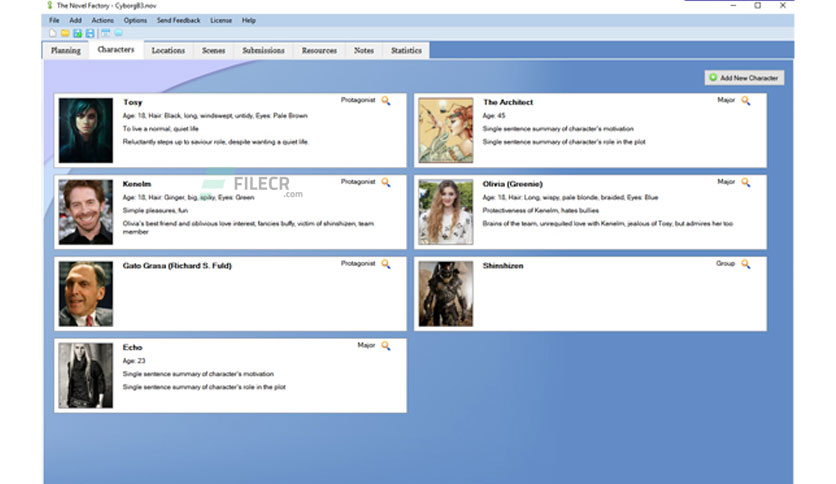 The Novel Factory - Cyborg83.nov
File Add Actions Options Send Feedback License Help
Planning Characters Locations Scenes Submissions Resources Notes Statistics
Add New Character
Tosy Protagonist
Age: 18, Hair: Black, long, windswept, untidy, Eyes: Pale Brown
To live a normal, quiet life
Reluctantly steps up to saviour role, despite wanting a quiet life.
The Architect Major
Age: 45
Single sentence summary of character's motivation
Single sentence summary of character's role in the plot
Kenelm Protagonist
Age: 18, Hair: Ginger, big, spiky, Eyes: Green
Simple pleasures, fun
Olivia's best friend and oblivious love interest, fancies buffy, victim of shinshizen, team
member
FILECR
.com
Olivia (Greenie) Major
Age: 18, Hair: Long, wispy, pale blonde, braided, Eyes: Blue
Protectiveness of Kenelm, hates bullies
Brains of the team, unrequited love with Kenelm, jealous of Tosy, but admires her too
Gato Grasa (Richard S. Fuld) Protagonist
Shinshizen Group
Echo Major
Age: 23
Single sentence summary of character's motivation
Single sentence summary of character's role in the plot